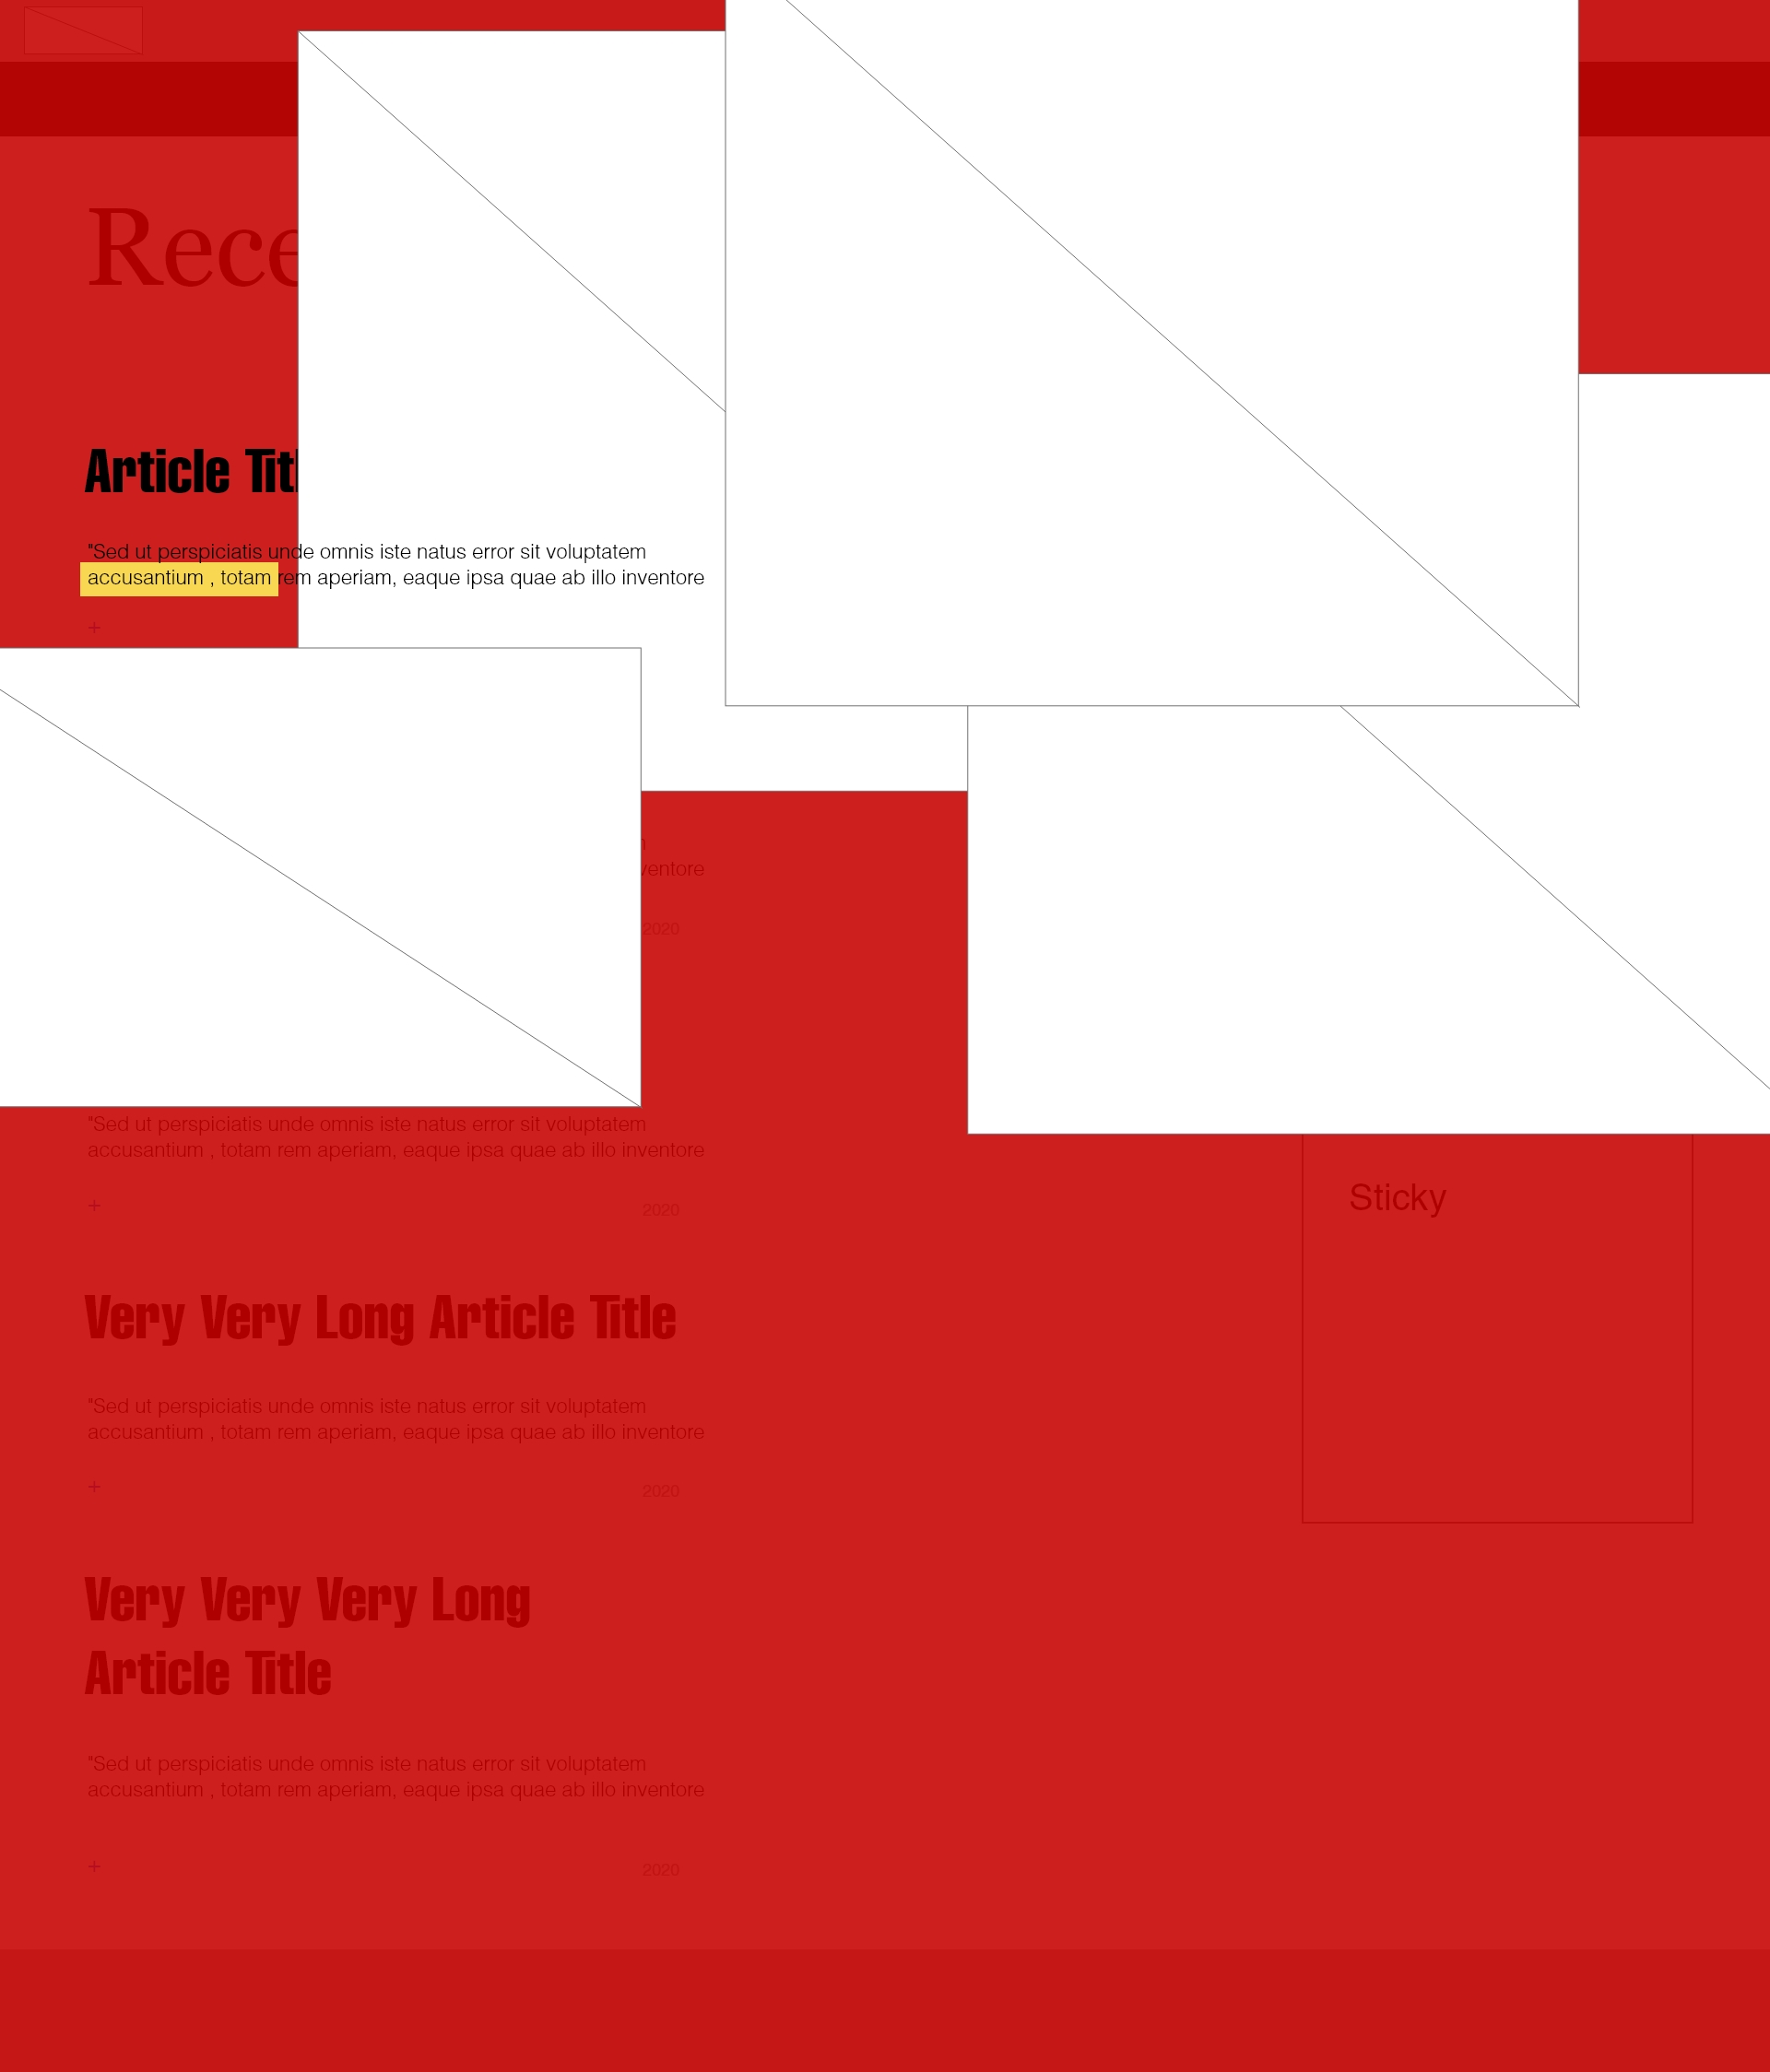 Rece
Article Titl
"Sed ut perspiciatis unde omnis iste natus error sit voluptatem
accusantium , totam rem aperiam, eaque ipsa quae ab illo inventore
+
ventore
2020
"Sed ut perspiciatis unde omnis iste natus error sit voluptatem
accusantium , totam rem aperiam, eaque ipsa quae ab illo inventore
+ 2020
Sticky
Very Very Long Article Title
"Sed ut perspiciatis unde omnis iste natus error sit voluptatem
accusantium , totam rem aperiam, eaque ipsa quae ab illo inventore
+ 2020
Very Very Very Long
Article Title
"Sed ut perspiciatis unde omnis iste natus error sit voluptatem
accusantium , totam rem aperiam, eaque ipsa quae ab illo inventore
+ 2020